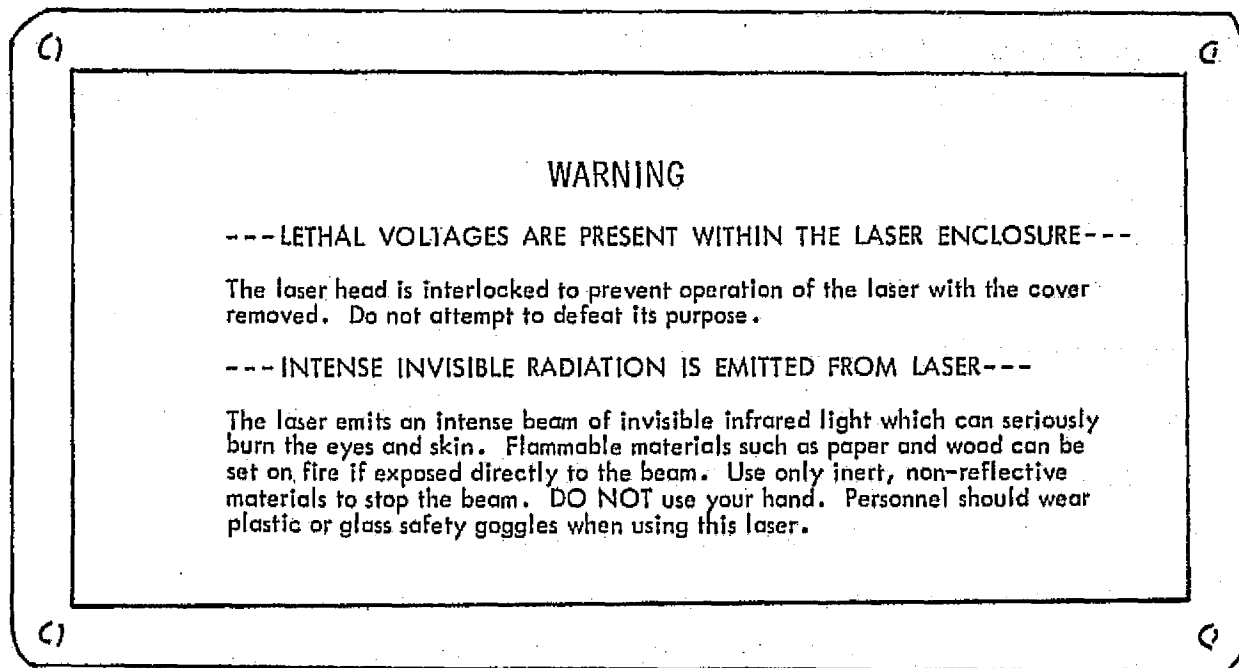 WARNING
---LETHAL VOLTAGES ARE PRESENT WITHIN THE LASER ENCLOSURE---
The laser head is interlocked to prevent operation of the laser with the cover
removed. Do not attempt to defeat its purpose.
---INTENSE INVISIBLE RADIATION IS EMITTED FROM LASER---
The laser emits an intense beam of invisible infrared light which can seriously
burn the eyes and skin. Flammable materials such as paper and wood can be
set on fire if exposed directly to the beam. Use only inert, non-reflective
materials to stop the beam. DO NOT use your hand. Personnel should wear
plastic or glass safety goggles when using this laser.